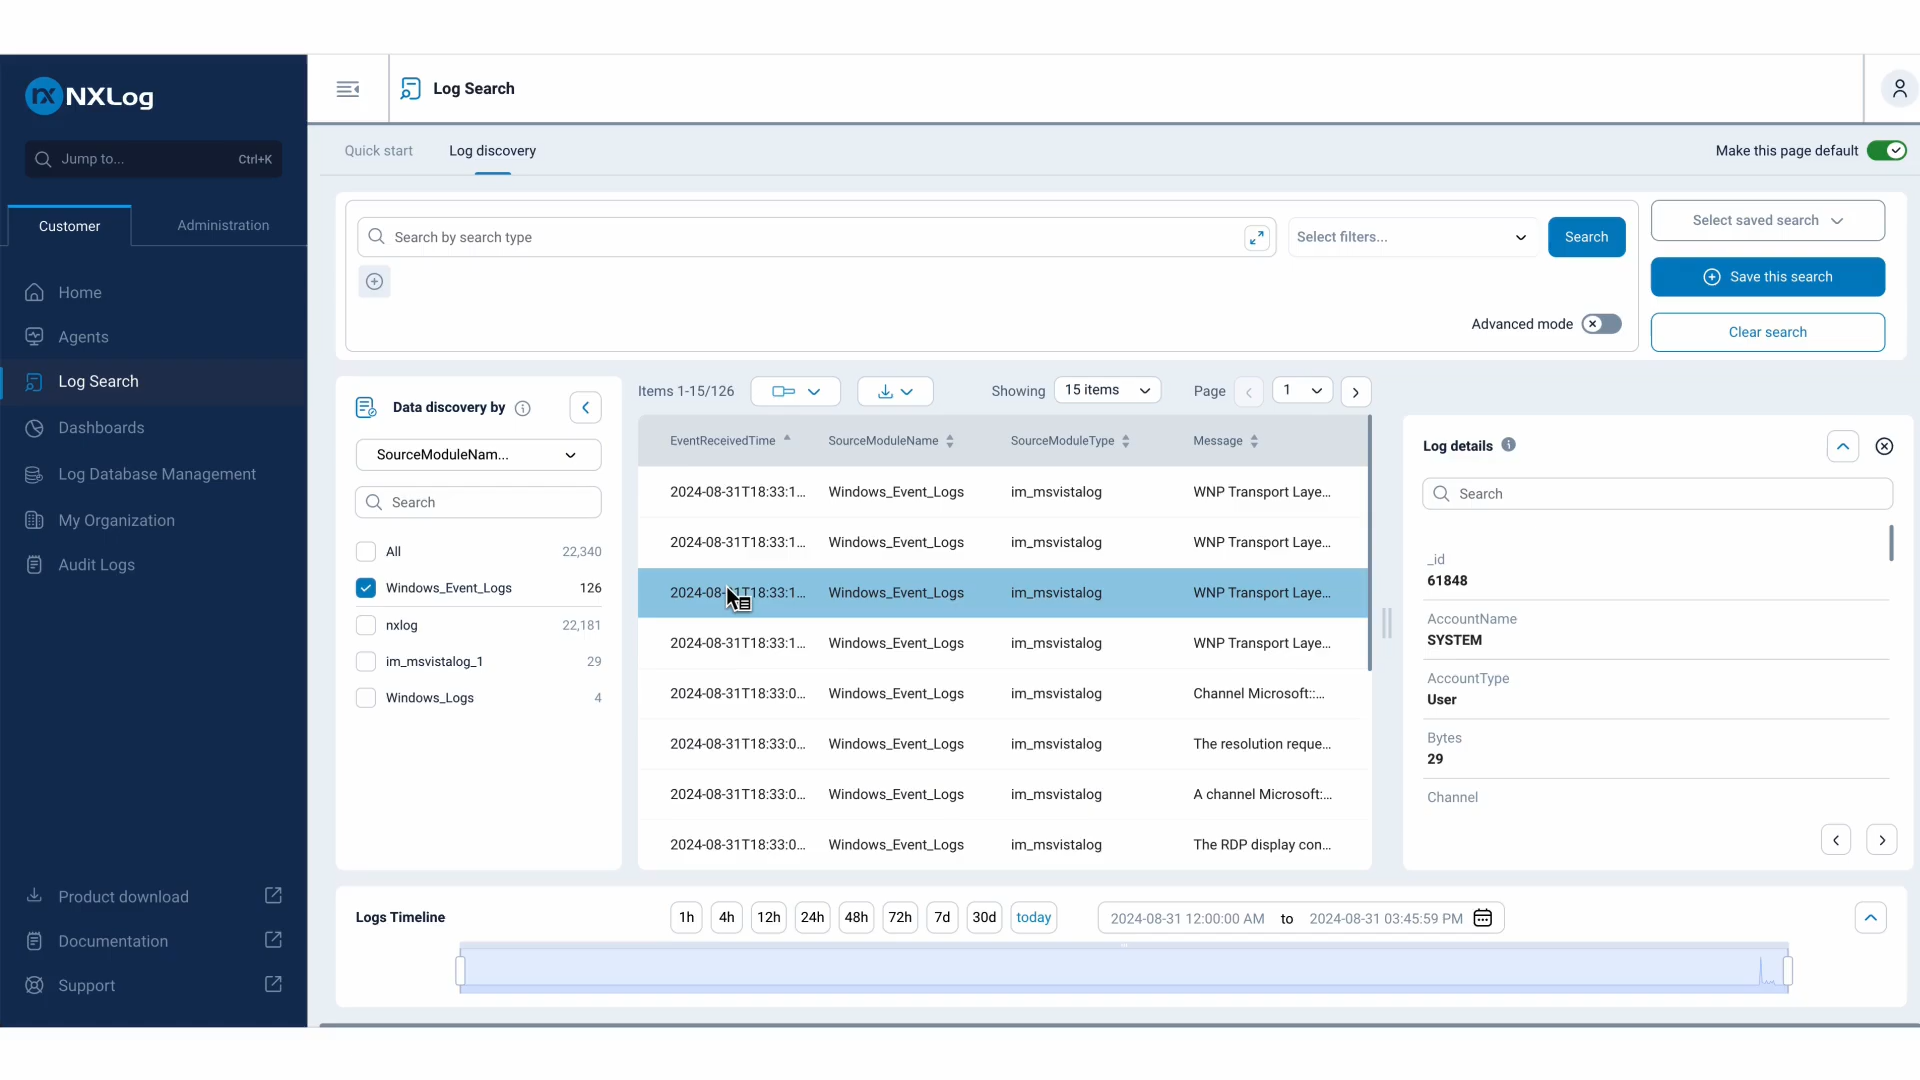 NXLog
Log Search
Jump to... Ctrl+K
Quick start Log discovery Make this page default
Customer Administration
Search by search type Select filters... Search Select saved search
Save this search
Advanced mode Clear search
Home
Agents
Log Search
Dashboards
Log Database Management
My Organization
Audit Logs
Product download
Documentation
Support
Data discovery by
SourceModuleNam...
Search
All 22,340
Windows_Event_Logs 126
nxlog 22,181
im_msvistalog_1 29
Windows_Logs 4
Items 1-15/126 Showing 15 items Page 1
EventReceivedTime SourceModuleName SourceModuleType Message
2024-08-31T18:33:1... Windows_Event_Logs im_msvistalog WNP Transport Laye...
2024-08-31T18:33:1... Windows_Event_Logs im_msvistalog WNP Transport Laye...
2024-08-31T18:33:1... Windows_Event_Logs im_msvistalog WNP Transport Laye...
2024-08-31T18:33:1... Windows_Event_Logs im_msvistalog WNP Transport Laye...
2024-08-31T18:33:0... Windows_Event_Logs im_msvistalog Channel Microsoft::...
2024-08-31T18:33:0... Windows_Event_Logs im_msvistalog The resolution reque...
2024-08-31T18:33:0... Windows_Event_Logs im_msvistalog A channel Microsoft:...
2024-08-31T18:33:0... Windows_Event_Logs im_msvistalog The RDP display con...
Log details
Search
_id
61848
AccountName
SYSTEM
AccountType
User
Bytes
29
Channel
Logs Timeline 1h 4h 12h 24h 48h 72h 7d 30d today 2024-08-31 12:00:00 AM to 2024-08-31 03:45:59 PM